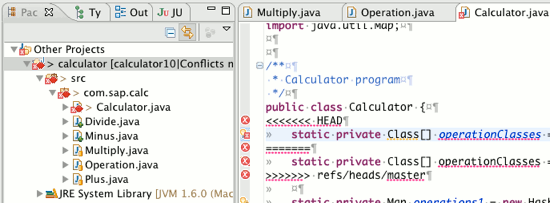 Pac
Ty
Out
JU JU
Other Projects
> calculator [calculator10|Conflicts
> src
> com.sap.calc
> Calculator.java
Divide.java
Minus.java
Multiply.java
Operation.java
Plus.java
JRE System Library [JVM 1.6.0 (Mac
Multiply.java
Operation.java
Calculator.java
import java.util.Map;¤¶
¤¶
¤¶
/**¤¶
* Calculator program¤¶
*/¤¶
public class Calculator {¤¶
<<<<<<< HEAD¶
» static private Class[] operationClasses =
=======¶
» static private Class[] operationClasses =
>>>>>>> refs/heads/master¶
» ¤¶
» static private Map operations1 = new